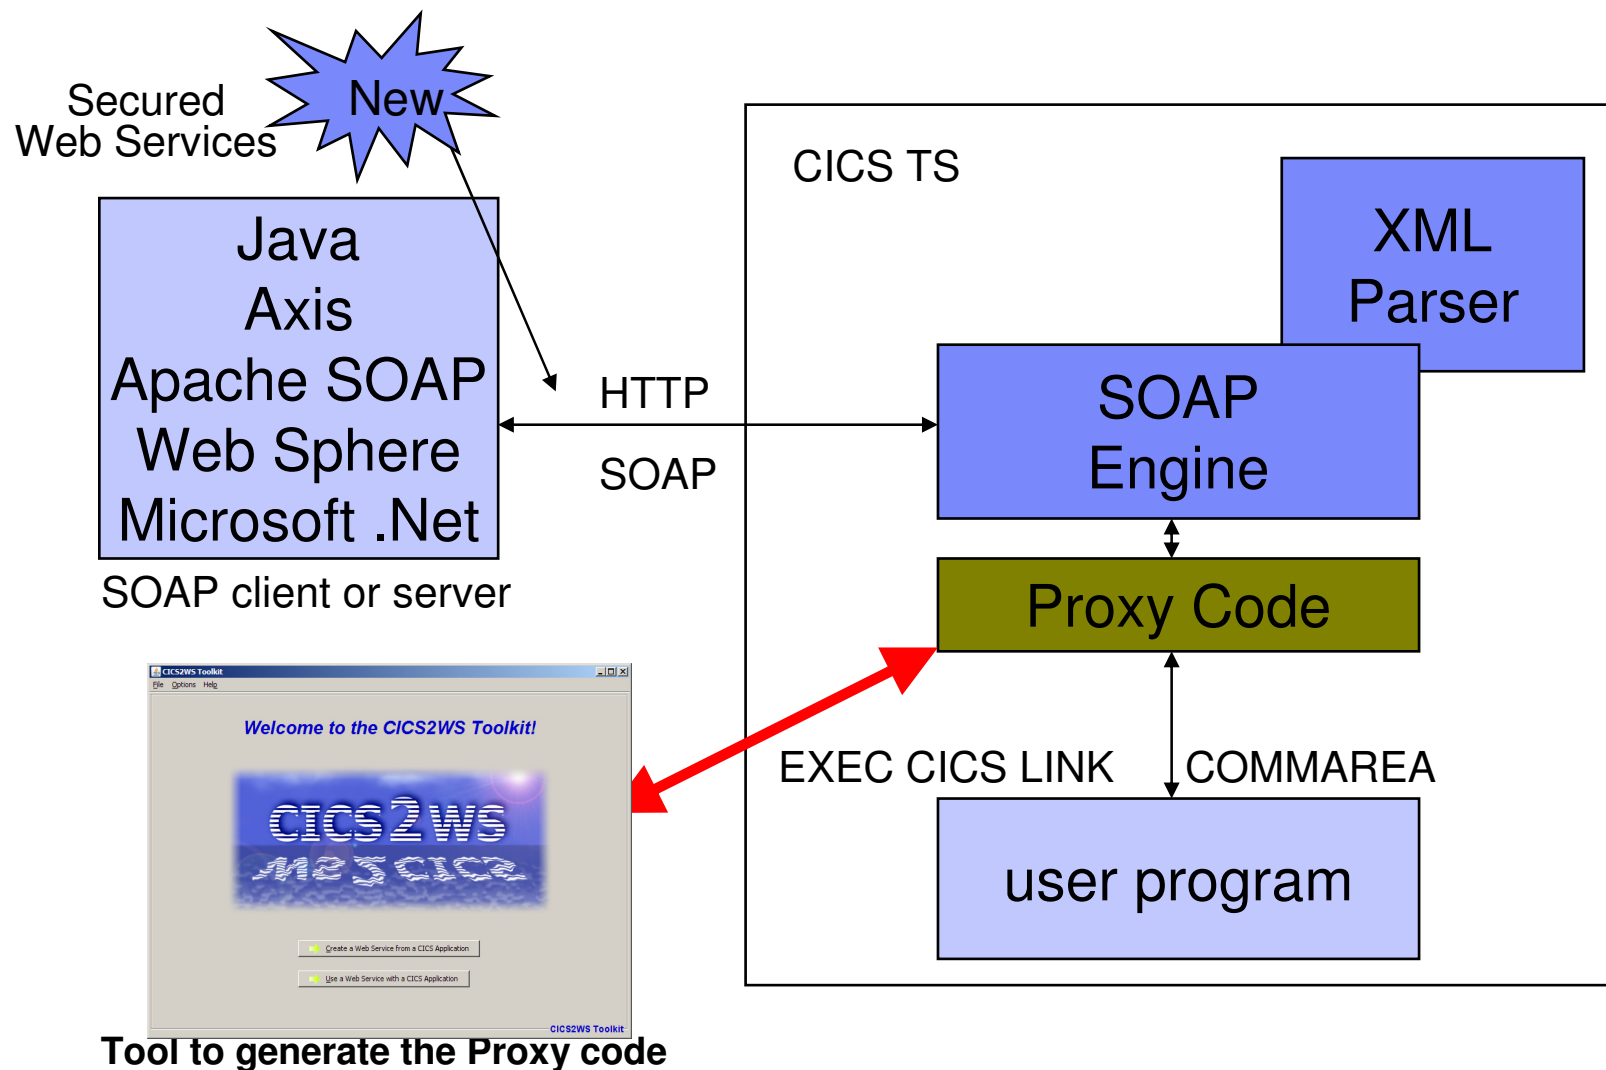 Secured
Web Services
New
Java
Axis
Apache SOAP
Web Sphere
Microsoft .Net
SOAP client or server
HTTP
SOAP
CICS TS
XML
Parser
SOAP
Engine
Proxy Code
EXEC CICS LINK
COMMAREA
user program
CICS2WS Toolkit
File Options Help
Welcome to the CICS2WS Toolkit!
CICS2WS
Create a Web Service from a CICS Application
Use a Web Service with a CICS Application
CICS2WS Toolkit
Tool to generate the Proxy code